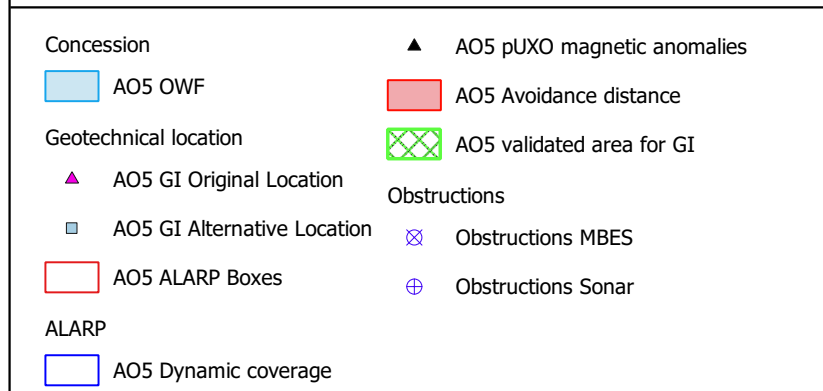 Concession
AO5 OWF
Geotechnical location
AO5 GI Original Location
AO5 GI Alternative Location
AO5 ALARP Boxes
ALARP
AO5 Dynamic coverage
AO5 pUXO magnetic anomalies
AO5 Avoidance distance
AO5 validated area for GI
Obstructions
Obstructions MBES
Obstructions Sonar